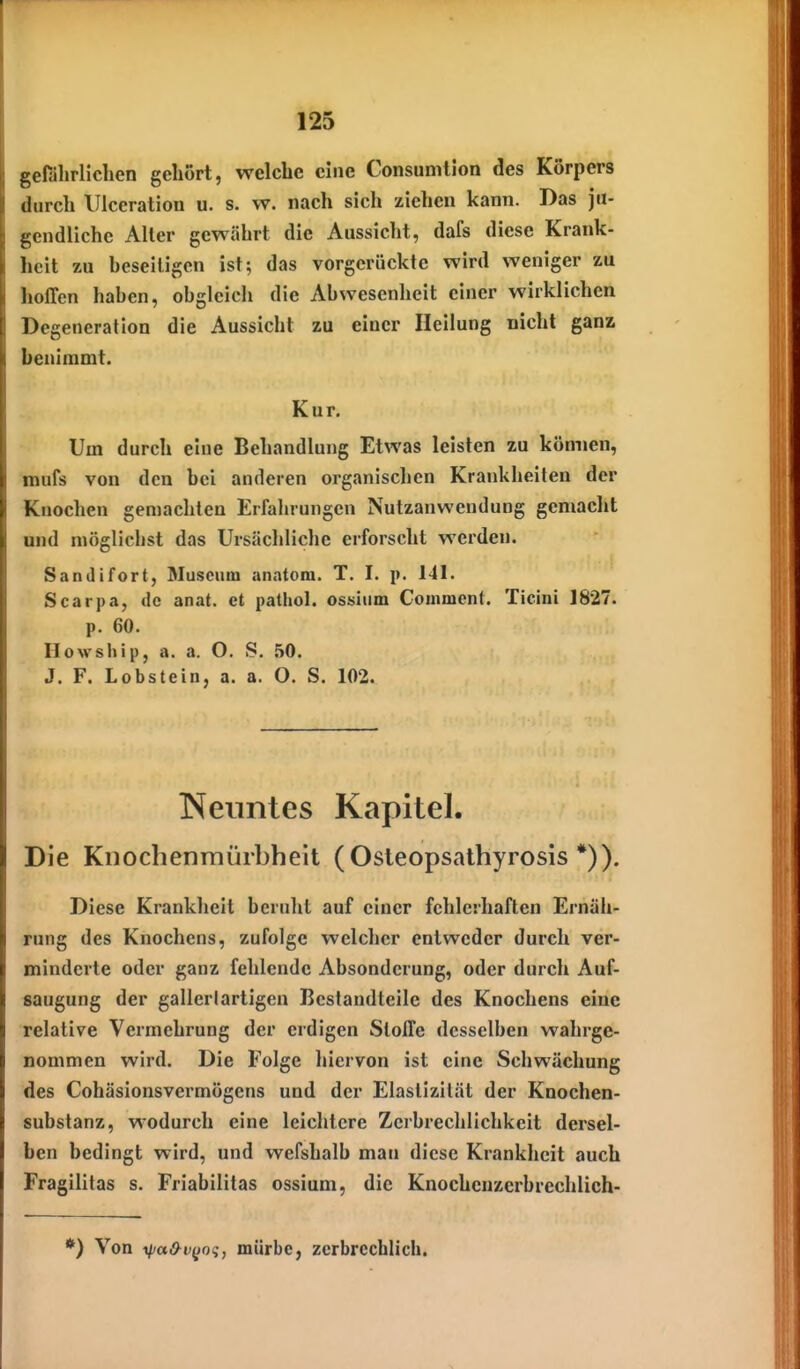 125
gefährlichen gehört, welche eine Consumtion des Körpers
durch Ulceration u. s. w. nach sich ziehen kann. Das ju-
gendliche Alter gewährt die Aussicht, daſs diese Krank-
heit zu beseitigen ist; das vorgerückte wird weniger zu
hoffen haben, obgleich die Abwesenheit einer wirklichen
Degeneration die Aussicht zu einer Heilung nicht ganz
benimmt.
Kur.
Um durch eine Behandlung Etwas leisten zu können,
muſs von den bei anderen organischen Krankheiten der
Knochen gemachten Erfahrungen Nutzanwendung gemacht
und möglichst das Ursächliche erforscht werden.
Sandifort, Museum anatom. T. I. p. 141.
Scarpa, de anat. et pathol. ossium Comment. Ticini 1827.
p. 60.
Howship, a. a. O. S. 50.
J. F. Lobstein, a. a. O. S. 102.
Neuntes Kapitel.
Die Knochenmürbheit (Osteopsathyrosis *)).
Diese Krankheit beruht auf einer fehlerhaften Ernäh-
rung des Knochens, zufolge welcher entweder durch ver-
minderte oder ganz fehlende Absonderung, oder durch Auf-
saugung der gallertartigen Bestandteile des Knochens eine
relative Vermehrung der erdigen Stoffe desselben wahrge-
nommen wird. Die Folge hiervon ist eine Schwächung
des Cohäsionsvermögens und der Elastizität der Knochen-
substanz, wodurch eine leichtere Zerbrechlichkeit dersel-
ben bedingt wird, und weſshalb man diese Krankheit auch
Fragilitas s. Friabilitas ossium, die Knochenzerbrechlich-
*) Von ψαθυρος, mürbe, zerbrechlich.